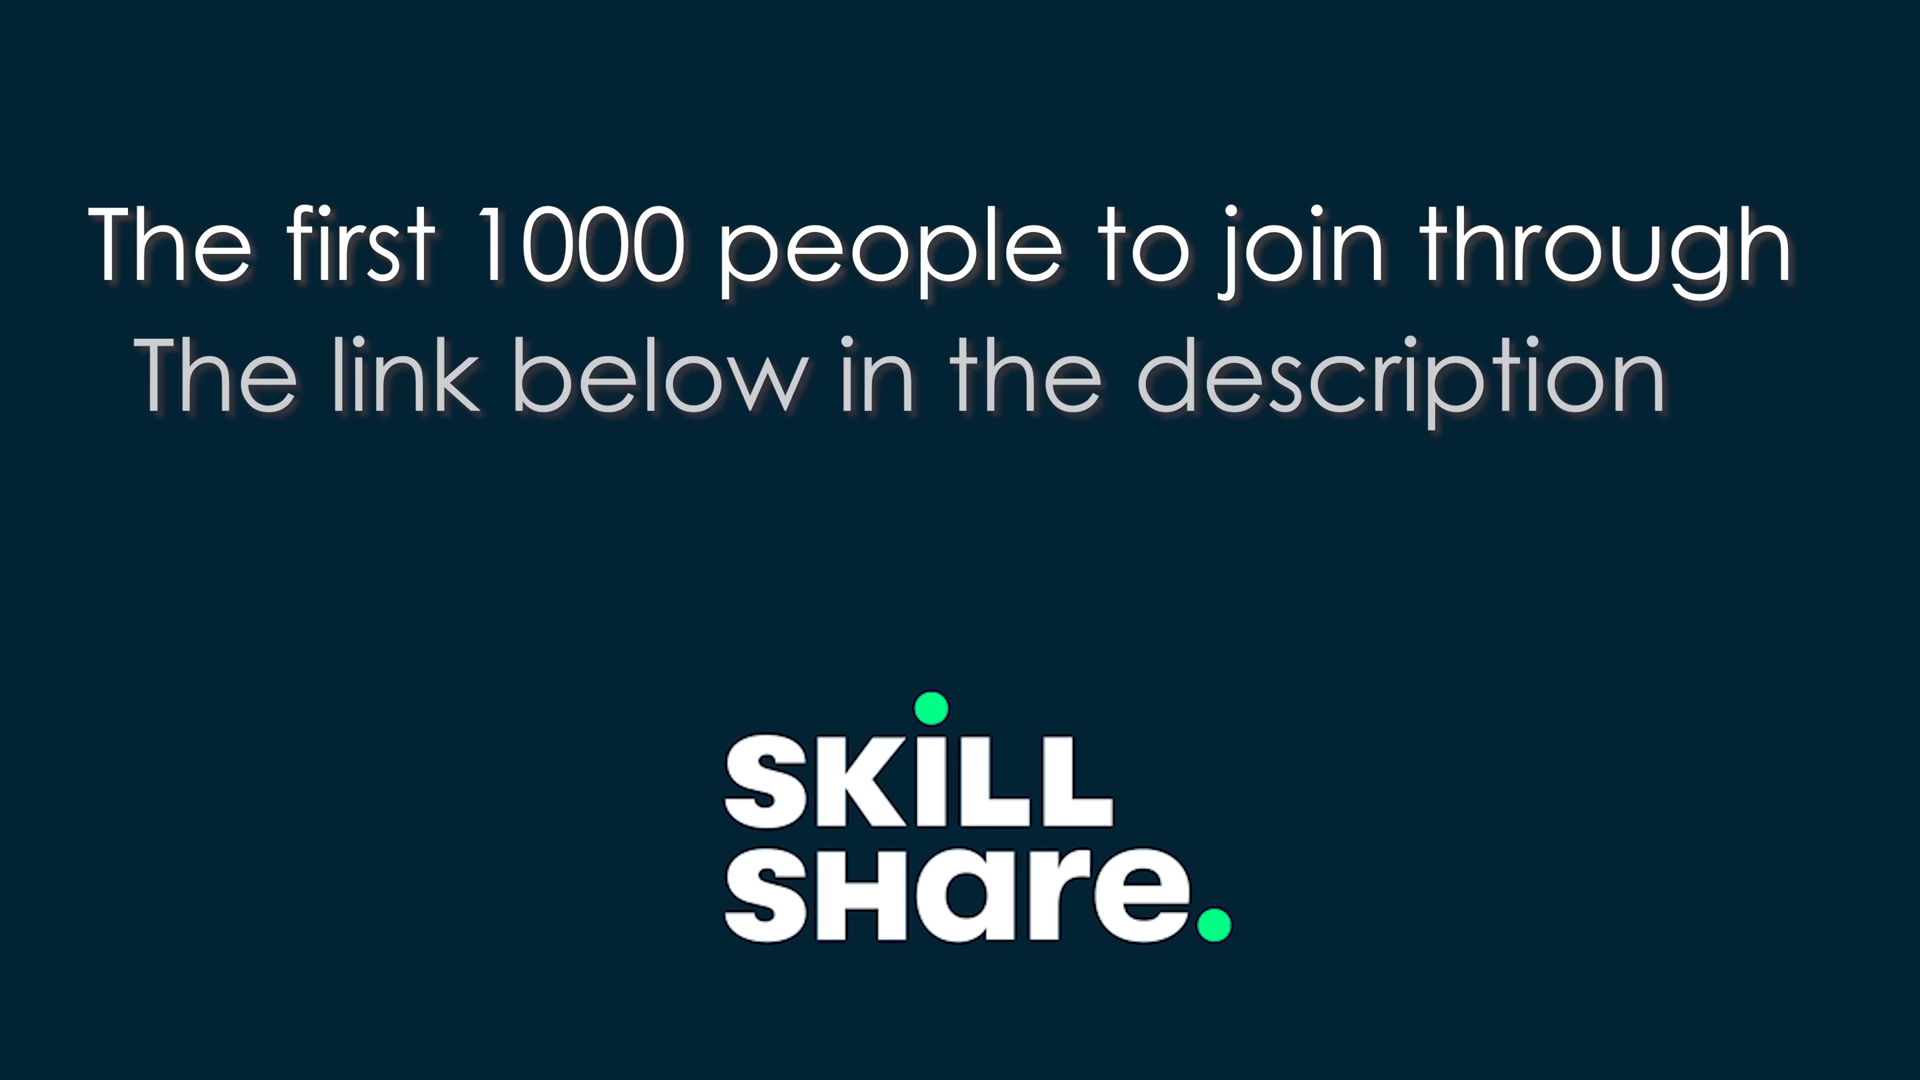 The first 1000 people to join through
The link below in the description
SKiLL
SHare.